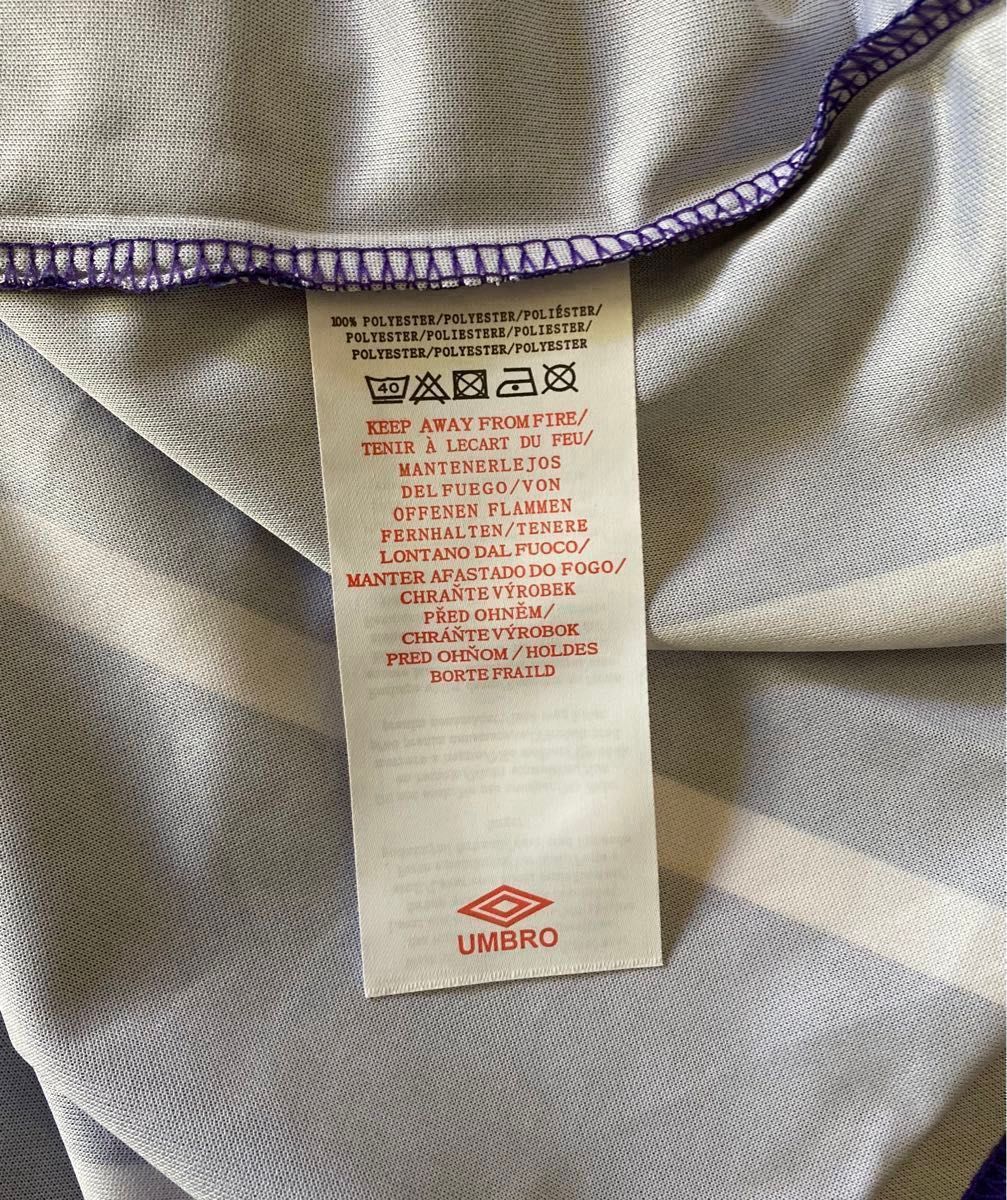 100% POLYESTER/POLYESTER/POLIÉSTER/
POLYESTER/POLIESTERE/POLIESTER/
POLYESTER/POLYESTER/POLYESTER
40
KEEP AWAY FROM FIRE/
TENIR À LECART DU FEU/
MANTENERLEJOS
DEL FUEGO/VON
OFFENEN FLAMMEN
FERNHALTEN/TENERE
LONTANO DAL FUOCO/
MANTER AFASTADO DO FOGO/
CHRAŇTE VÝROBEK
PŘED OHNĚM/
CHRÁŇTE VÝROBOK
PRED OHŇOM/HOLDES
BORTE FRAILD
UMBRO